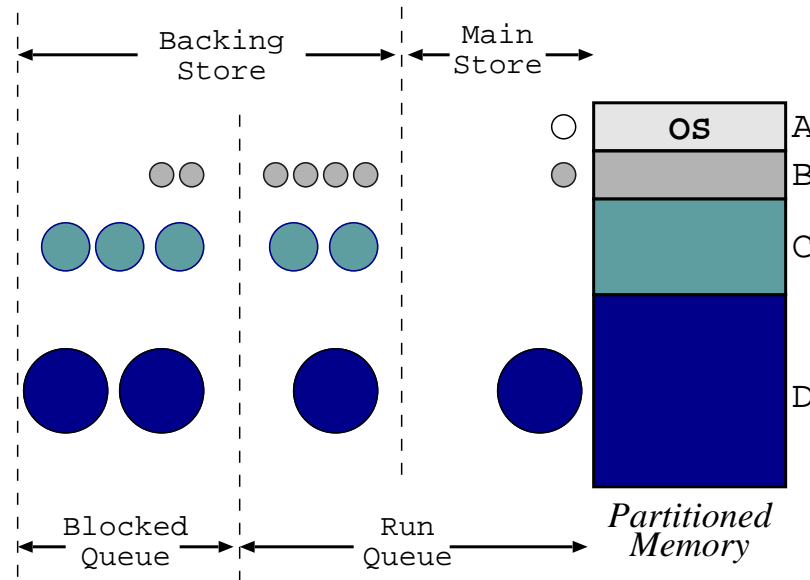 Backing
Store
Main
Store
OS
A
B
C
D
Blocked
Queue
Run
Queue
Partitioned
Memory